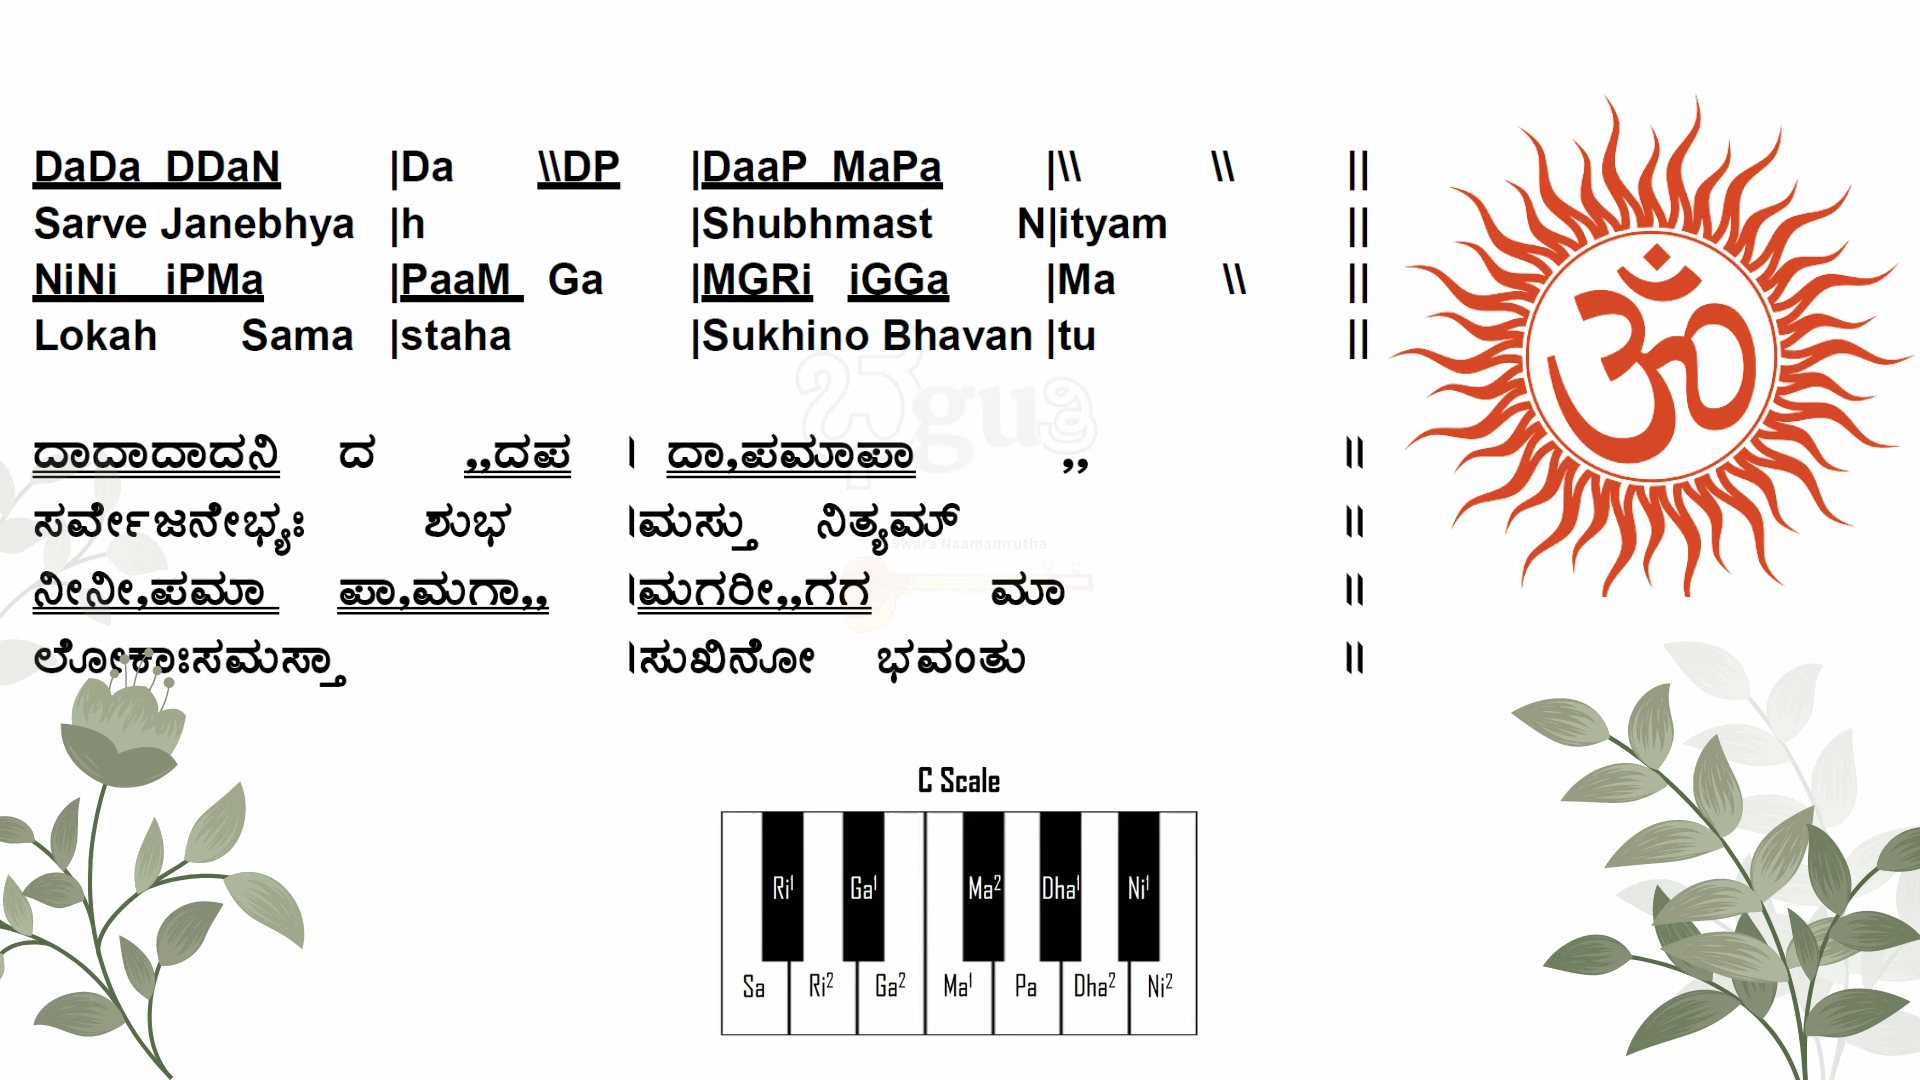 DaDa DDaN |Da \\DP |DaaP MaPa |\\ \\ ||
Sarve Janebhya |h |Shubhmast N|ityam ||
NiNi iPMa |PaaM Ga |MGRi iGGa |Ma \\ ||
Lokah Sama |staha |Sukhino Bhavan |tu ||
ದಾದಾದಾದನಿ ದ ,,ದಪ । ದಾ,ಪಮಾಪಾ ,, ॥
ಸರ್ವೇಜನೇಭ್ಯಃ ಶುಭ ।ಮಸ್ತು ನಿತ್ಯಮ್ ॥
Swara Naamamrutha
ನೀನೀ,ಪಮಾ ಪಾ,ಮಗಾ,, ।ಮಗರೀ,,ಗಗ ಮಾ ॥
ಲೋಕಾಃಸಮಸ್ತಾ ।ಸುಖಿನೋ ಭವಂತು ॥
ॐ
C Scale
Ri1 Ga1 Ma2 Dha1 Ni1
Sa Ri2 Ga2 Ma1 Pa Dha2 Ni2